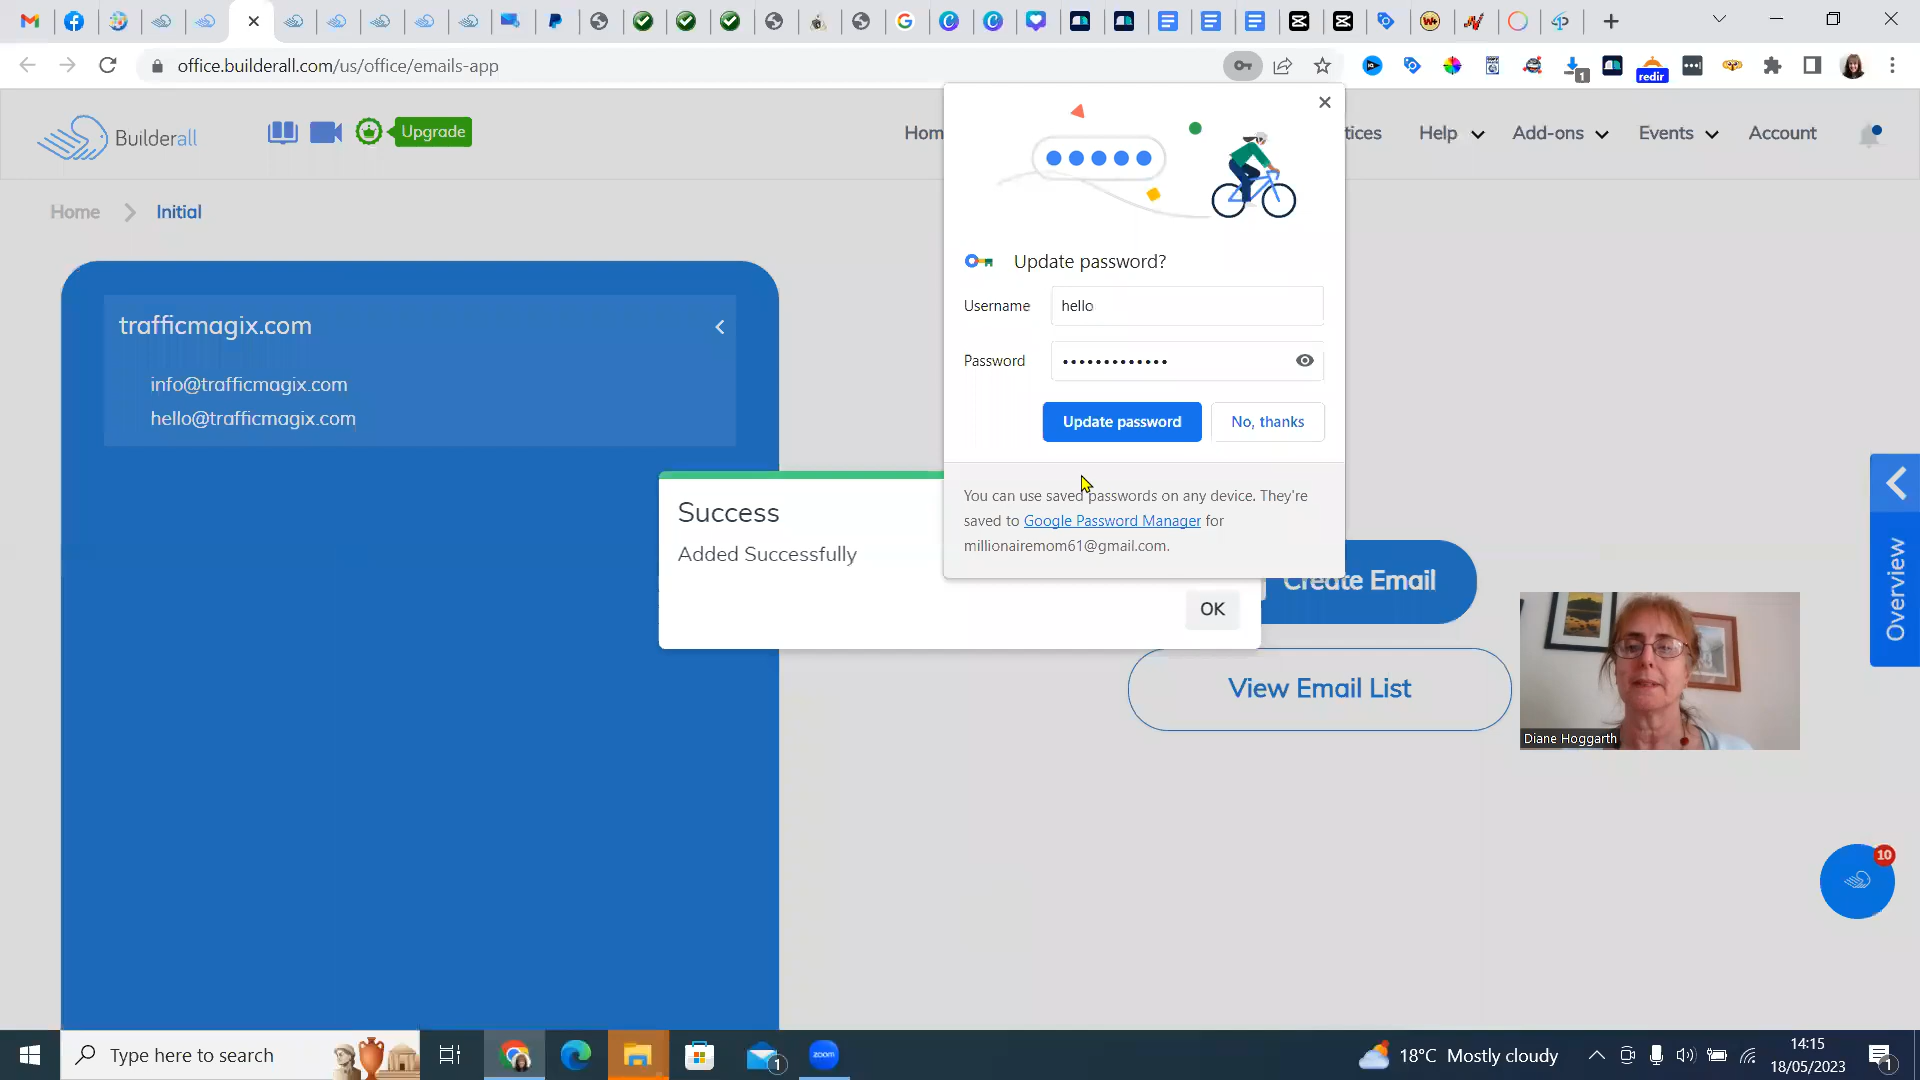 office.builderall.com/us/office/emails-app
redir
1
Builderall
Upgrade
Hom
tices
Help
Add-ons
Events
Account
Home
Initial
trafficmagix.com
info@trafficmagix.com
hello@trafficmagix.com
Update password?
Username
hello
Password
Update password
No, thanks
You can use saved passwords on any device. They're
saved to Google Password Manager for
millionairemom61@gmail.com.
Success
Added Successfully
OK
Create Email
View Email List
Overview
Diane Hoggarth
10
Type here to search
1
zoom
18°C Mostly cloudy
14:15
18/05/2023
1